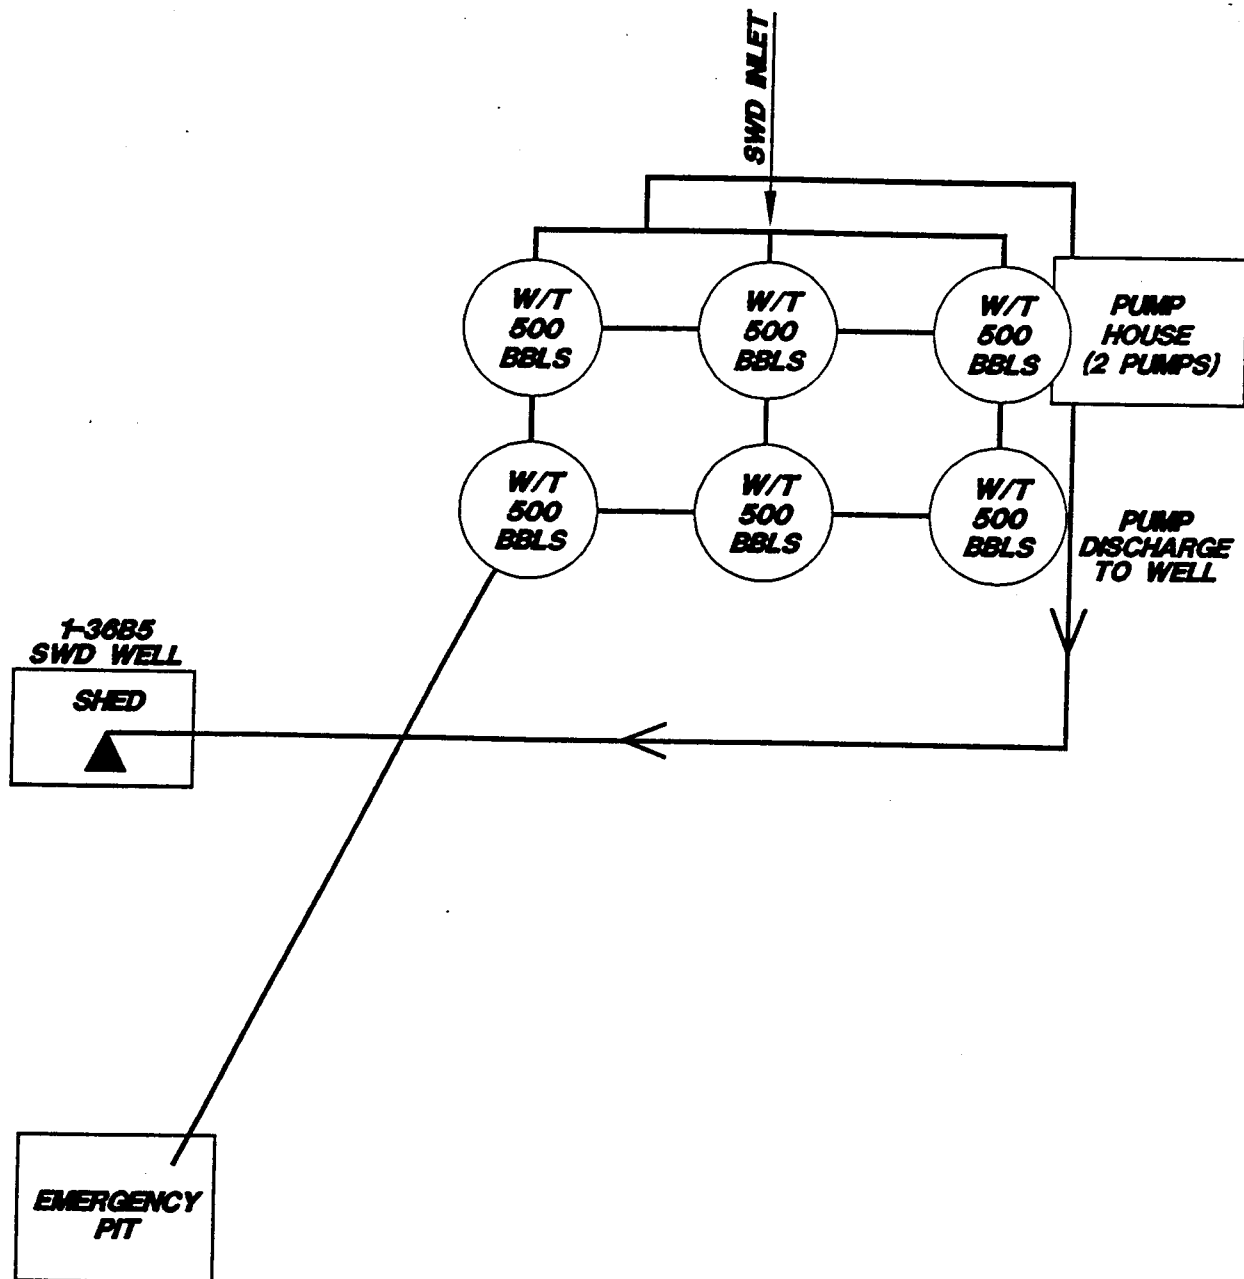 SWD INLET
W/T
500
BBLS
W/T
500
BBLS
W/T
500
BBLS
PUMP
HOUSE
(2 PUMPS)
W/T
500
BBLS
W/T
500
BBLS
W/T
500
BBLS
PUMP
DISCHARGE
TO WELL
1-36B5
SWD WELL
SHED
EMERGENCY
PIT